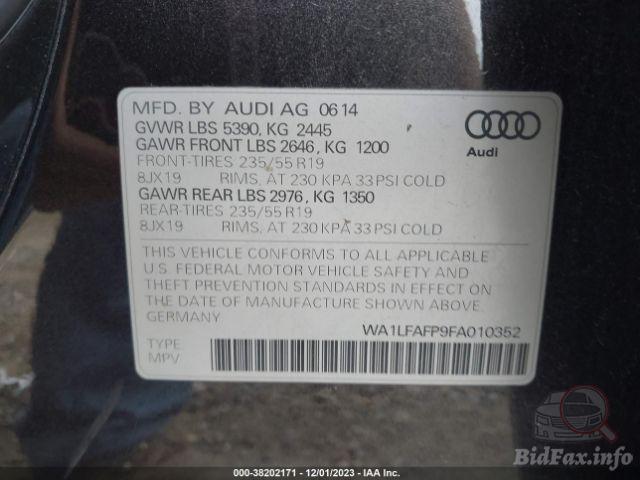 MFD. BY AUDI AG 06 14
GVWR LBS 5390, KG 2445
GAWR FRONT LBS 2646, KG 1200
FRONT-TIRES 235/55 R19
8JX19 RIMS, AT 230 KPA 33 PSI COLD
GAWR REAR LBS 2976, KG 1350
REAR-TIRES 235/55 R19
8JX19 RIMS, AT 230 KPA 33 PSI COLD
Audi
THIS VEHICLE CONFORMS TO ALL APPLICABLE
U.S. FEDERAL MOTOR VEHICLE SAFETY AND
THEFT PREVENTION STANDARDS IN EFFECT ON
THE DATE OF MANUFACTURE SHOWN ABOVE.
GERMANY
WA1LFAFP9FA010352
TYPE
MPV
000-38202171 - 12/01/2023 - IAA Inc.
BidFax.info